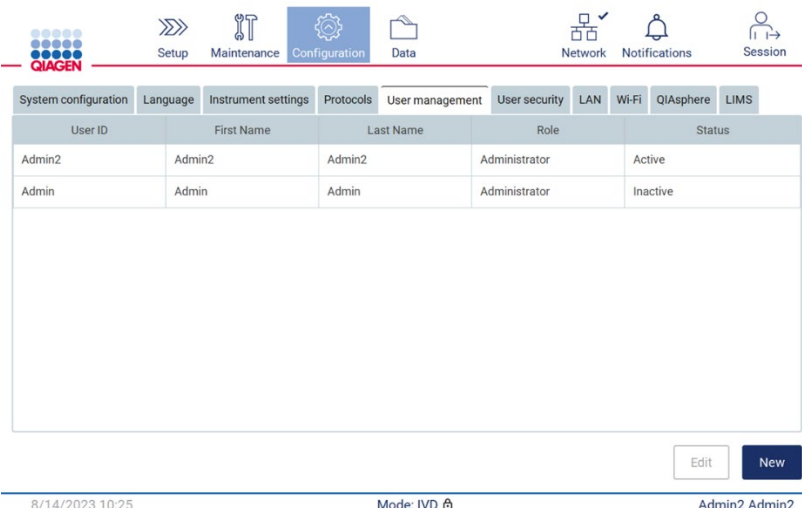 QIAGEN
Setup Maintenance Configuration Data Network Notifications Session
System configuration Language Instrument settings Protocols User management User security LAN Wi-Fi QIAsphere LIMS
User ID First Name Last Name Role Status
Admin2 Admin2 Admin2 Administrator Active
Admin Admin Admin Administrator Inactive
Edit New
8/14/2023 10:25 Mode: IVD Admin2 Admin2